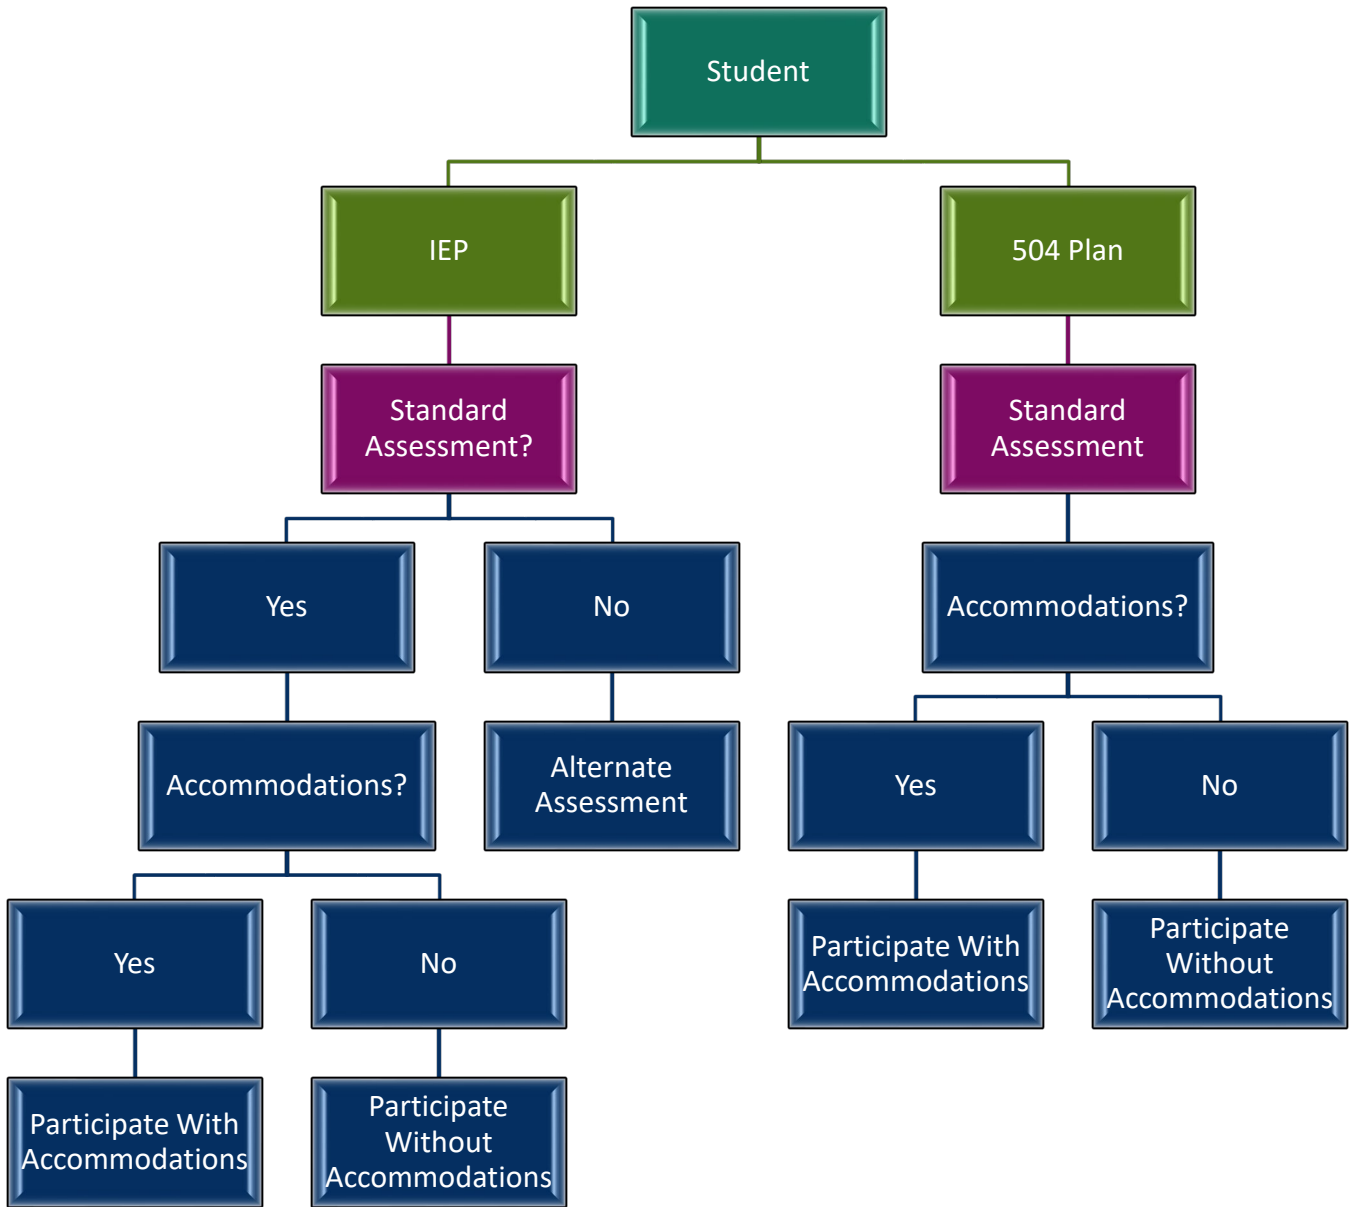 Student
IEP
504 Plan
Standard
Assessment?
Standard
Assessment
Yes
No
Accommodations?
Accommodations?
Alternate
Assessment
Yes
No
Yes
No
Participate With
Accommodations
Participate
Without
Accommodations
Participate With
Accommodations
Participate
Without
Accommodations